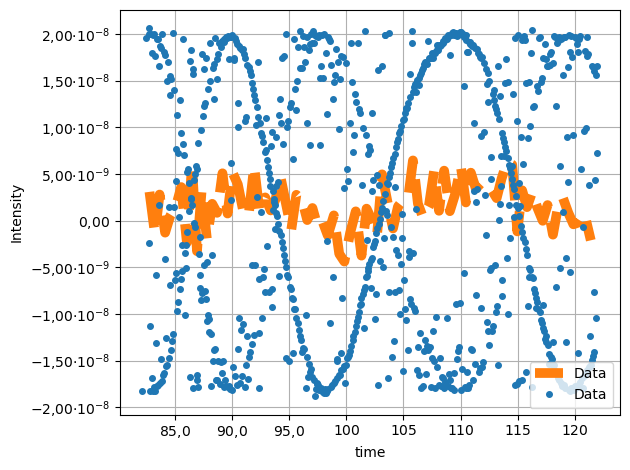 2,00·10⁻⁸
1,50·10⁻⁸
1,00·10⁻⁸
5,00·10⁻⁹
0,00
−5,00·10⁻⁹
−1,00·10⁻⁸
−1,50·10⁻⁸
−2,00·10⁻⁸
Intensity
Data
Data
85,0 90,0 95,0 100 105 110 115 120
time